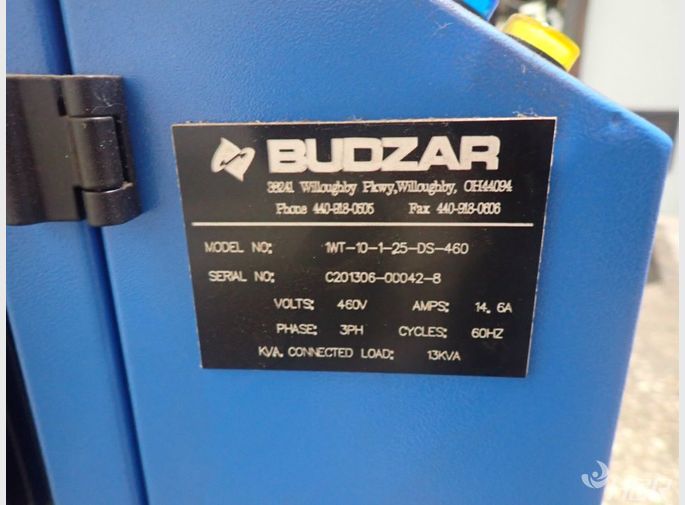 BUDZAR
38241 Willoughby Pkwy,Willoughby, OH44094
Phone 440-918-0505 Fax 440-918-0606
MODEL NO: 1WT-10-1-25-DS-460
SERIAL NO: C201306-00042-8
VOLTS: 460V AMPS: 14.6A
PHASE: 3PH CYCLES: 60HZ
KVA. CONNECTED LOAD: 13KVA